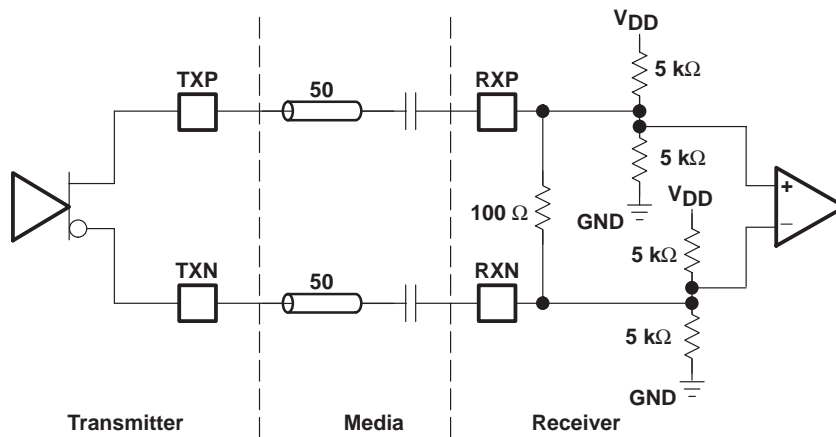 V_DD
5 kΩ
TXP
50
RXP
5 kΩ
V_DD
+
100 Ω
GND
−
TXN
50
RXN
5 kΩ
5 kΩ
GND
Transmitter
Media
Receiver